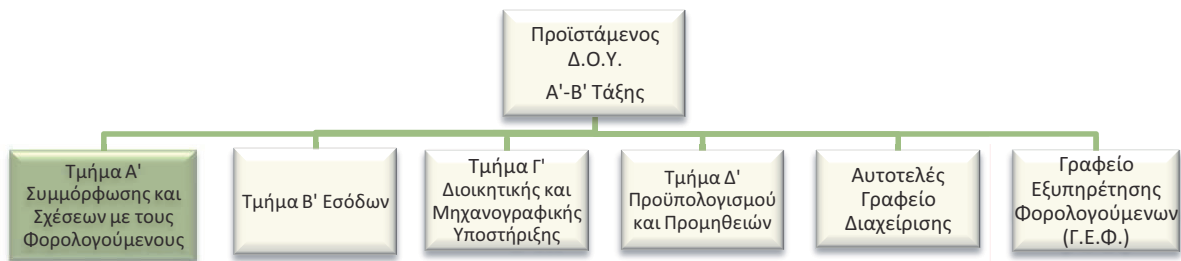 Προϊστάμενος
Δ.Ο.Υ.
Α'-Β' Τάξης
Τμήμα Α'
Συμμόρφωσης και
Σχέσεων με τους
Φορολογούμενους
Τμήμα Β' Εσόδων
Τμήμα Γ'
Διοικητικής και
Μηχανογραφικής
Υποστήριξης
Τμήμα Δ'
Προϋπολογισμού
και Προμηθειών
Αυτοτελές
Γραφείο
Διαχείρισης
Γραφείο
Εξυπηρέτησης
Φορολογούμενων
(Γ.Ε.Φ.)